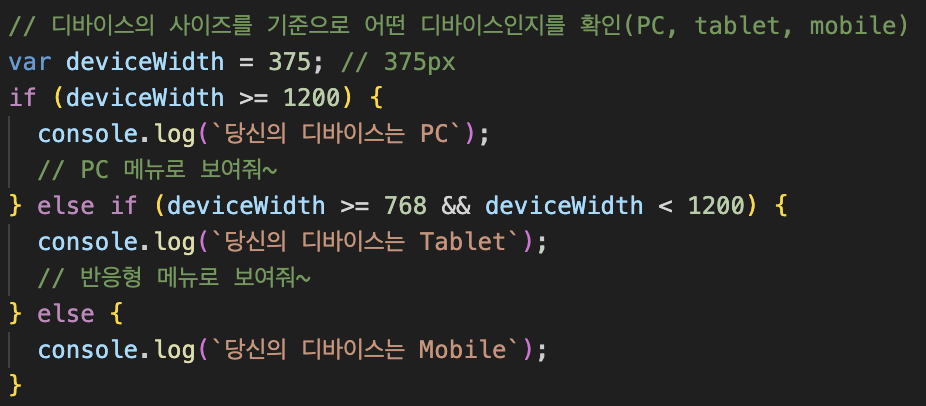 // 디바이스의 사이즈를 기준으로 어떤 디바이스인지를 확인(PC, tablet, mobile)
var deviceWidth = 375; // 375px
if (deviceWidth >= 1200) {
  console.log(`당신의 디바이스는 PC`);
  // PC 메뉴로 보여줘~
} else if (deviceWidth >= 768 && deviceWidth < 1200) {
  console.log(`당신의 디바이스는 Tablet`);
  // 반응형 메뉴로 보여줘~
} else {
  console.log(`당신의 디바이스는 Mobile`);
}